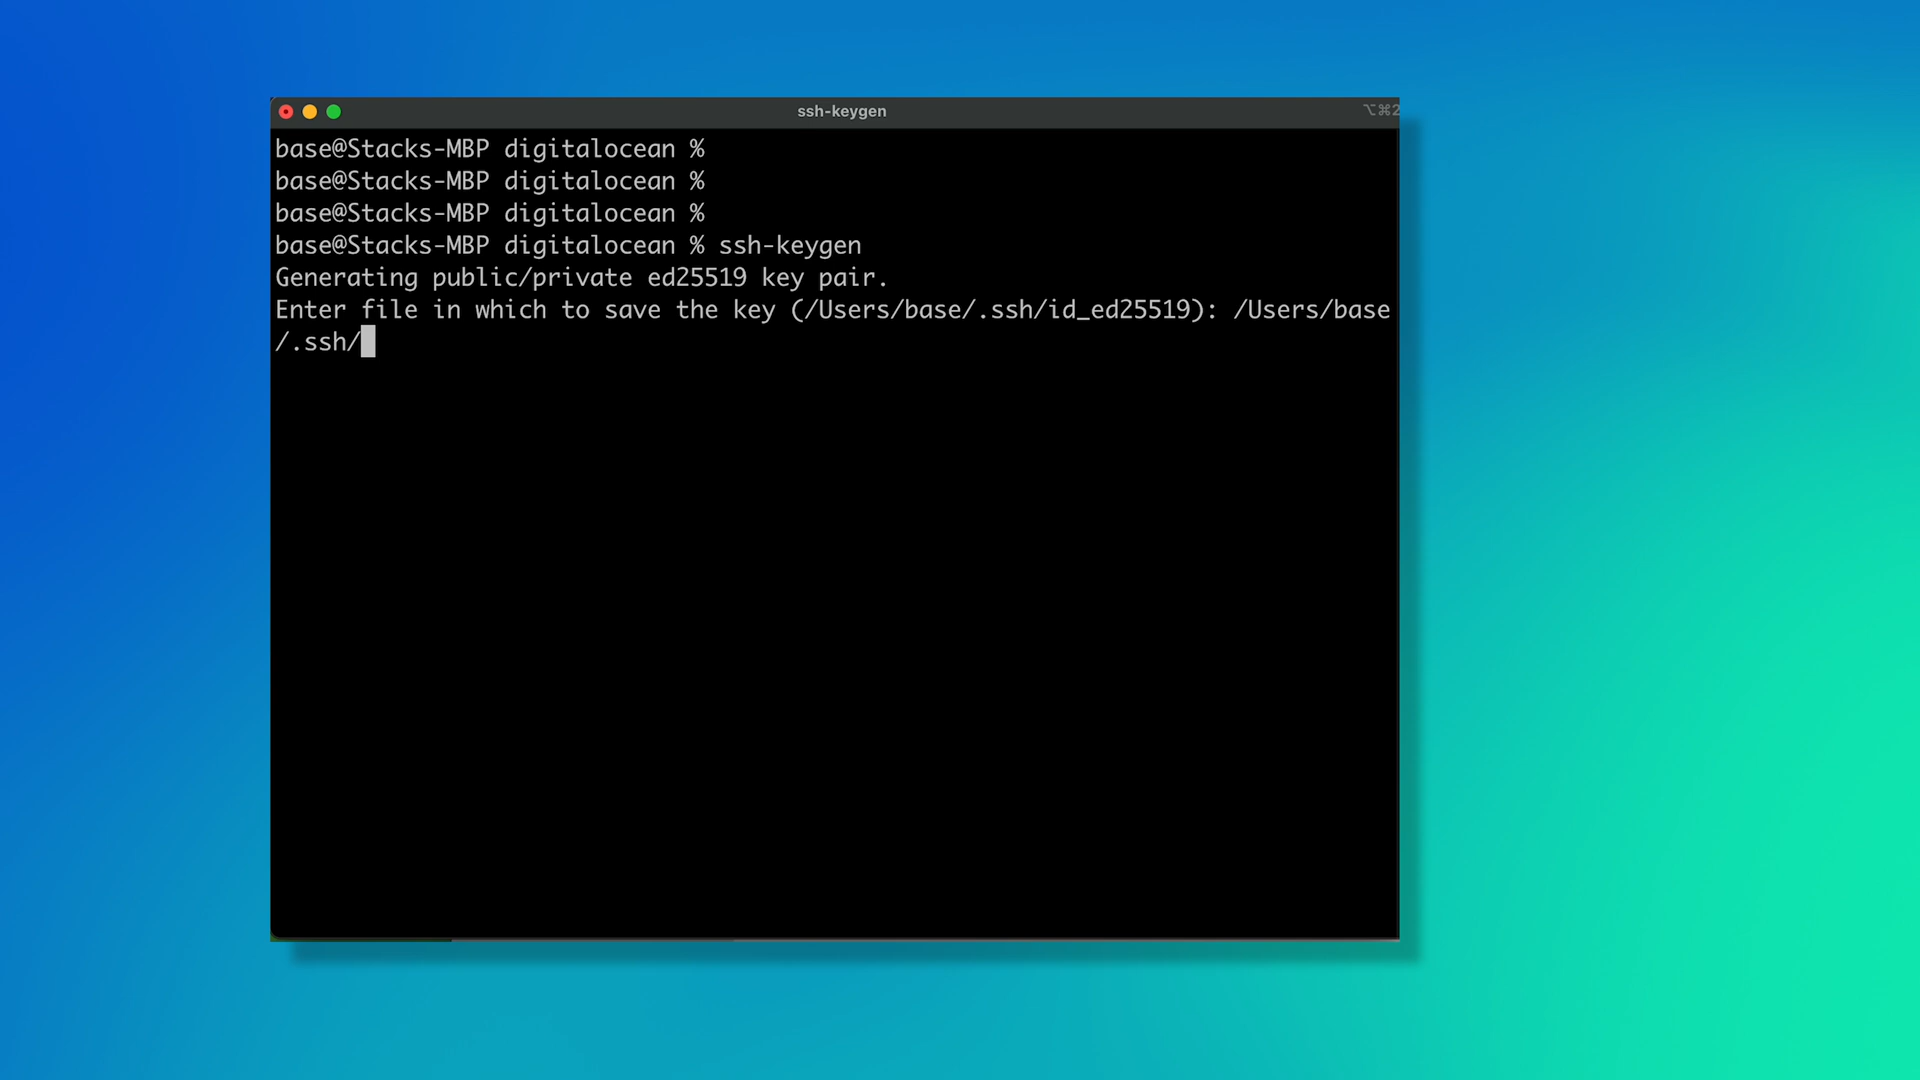 ssh-keygen ⌥⌘2
base@Stacks-MBP digitalocean %
base@Stacks-MBP digitalocean %
base@Stacks-MBP digitalocean %
base@Stacks-MBP digitalocean % ssh-keygen
Generating public/private ed25519 key pair.
Enter file in which to save the key (/Users/base/.ssh/id_ed25519): /Users/base
/.ssh/